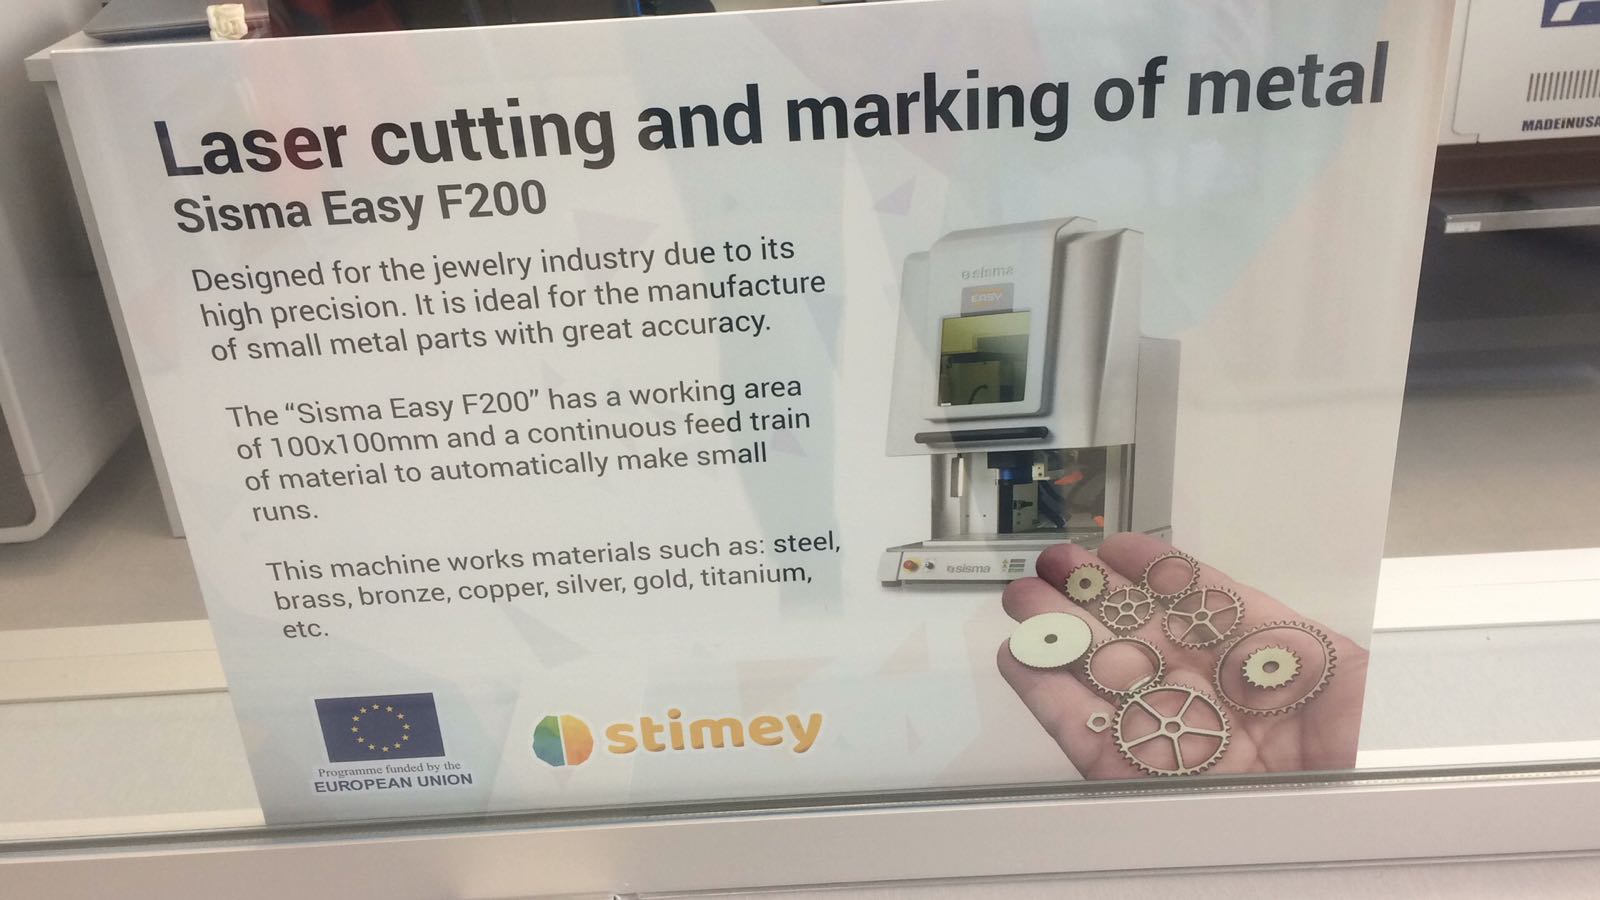 Laser cutting and marking of metal
Sisma Easy F200
Designed for the jewelry industry due to its
high precision. It is ideal for the manufacture
of small metal parts with great accuracy.
The “Sisma Easy F200” has a working area
of 100x100mm and a continuous feed train
of material to automatically make small
runs.
This machine works materials such as: steel,
brass, bronze, copper, silver, gold, titanium,
etc.
sisma
EASY
sisma
Programme funded by the
EUROPEAN UNION
stimey
MADEINUSA